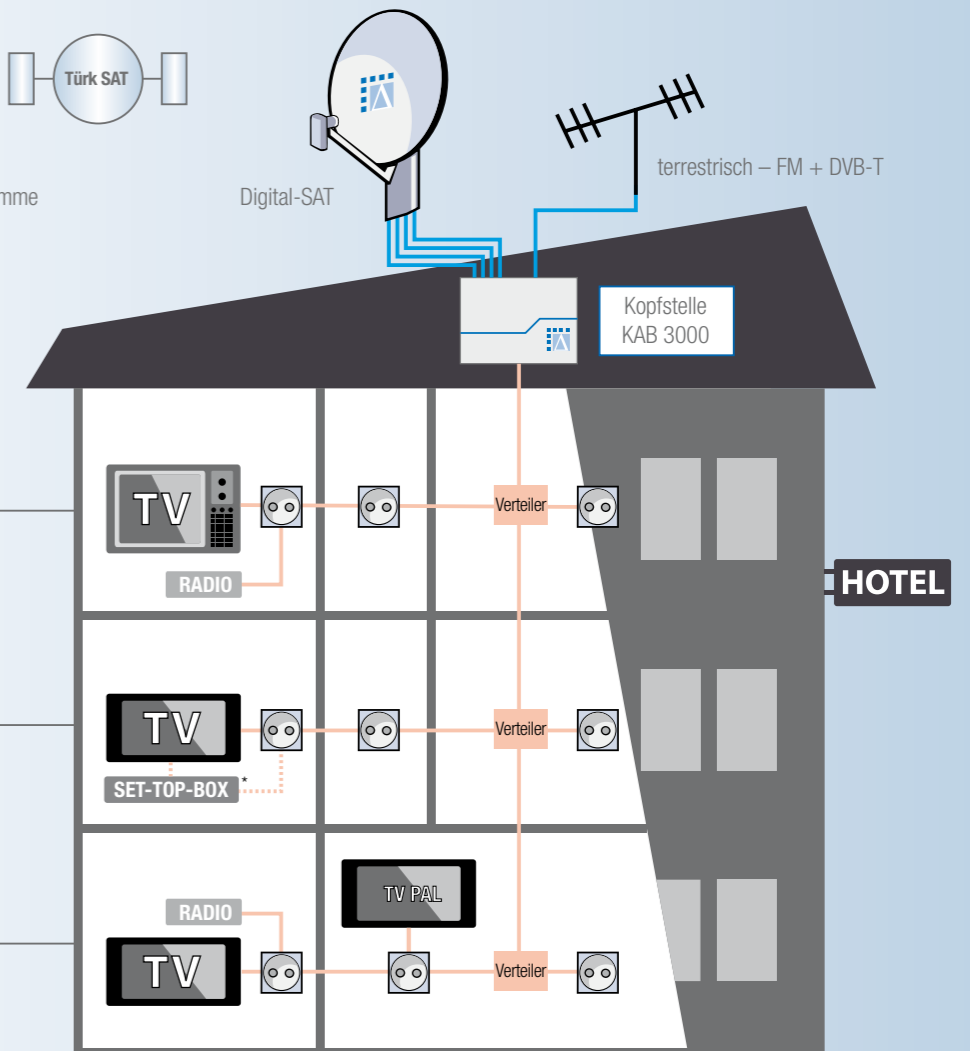 Türk SAT
terrestrisch – FM + DVB-T
mme
Digital-SAT
Kopfstelle
KAB 3000
TV
Verteiler
RADIO
HOTEL
TV
Verteiler
SET-TOP-BOX *
TV PAL
RADIO
TV
Verteiler